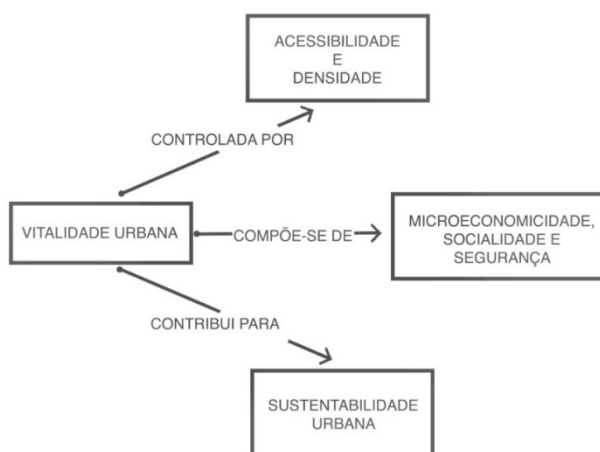 ACESSIBILIDADE
E
DENSIDADE
CONTROLADA POR
VITALIDADE URBANA
COMPÕE-SE DE
MICROECONOMICIDADE,
SOCIALIDADE E
SEGURANÇA
CONTRIBUI PARA
SUSTENTABILIDADE
URBANA